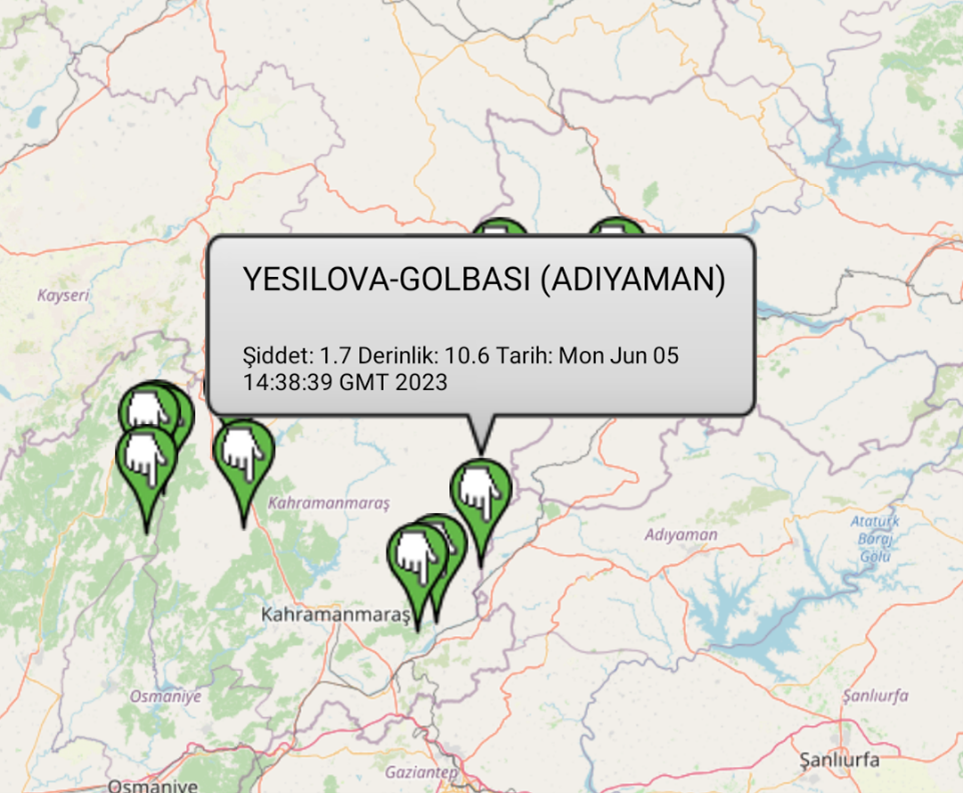 Kayseri
YESILOVA-GOLBASI (ADIYAMAN)
Şiddet: 1.7 Derinlik: 10.6 Tarih: Mon Jun 05
14:38:39 GMT 2023
Kahramanmaraş
Adıyaman
Atatürk
Baraj
Gölü
Kahramanmaraş
Osmaniye
Şanlıurfa
Şanlıurfa
Gaziantep
Osmaniye